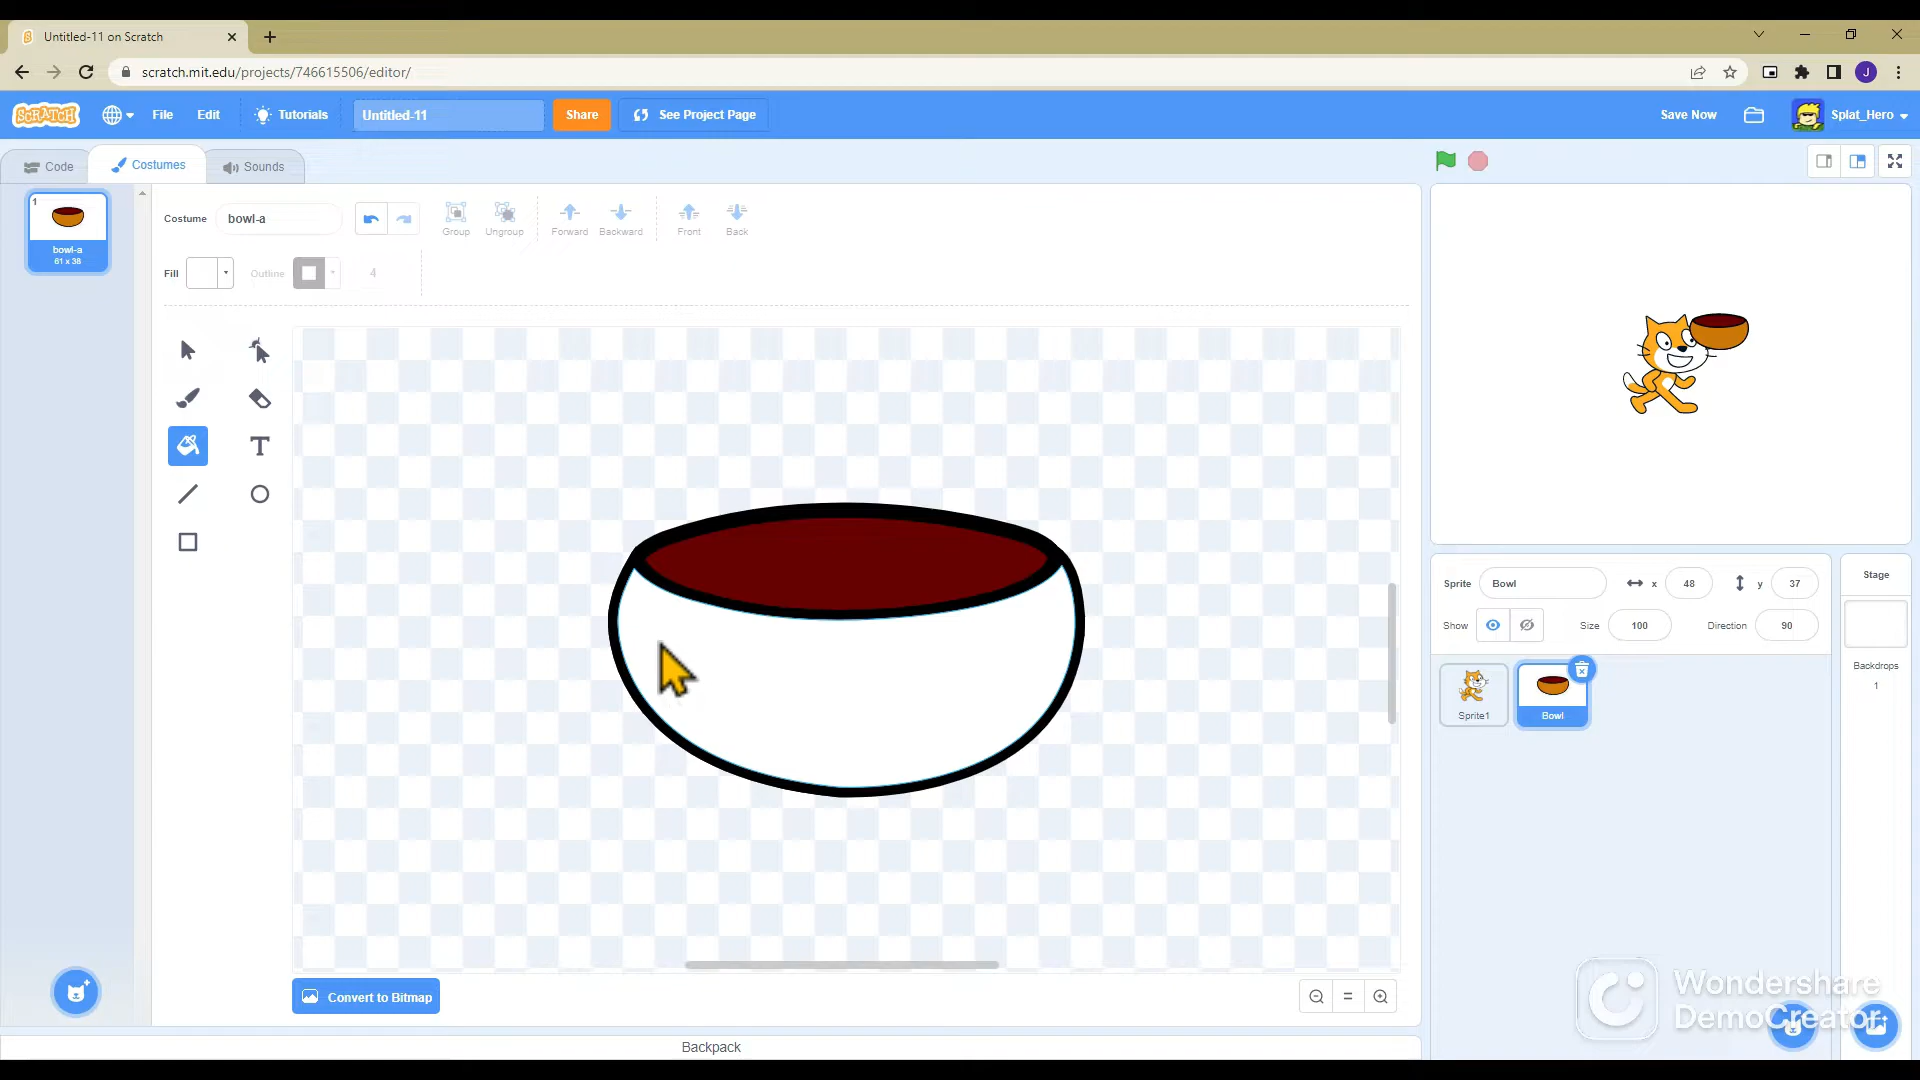 Untitled-11 on Scratch
scratch.mit.edu/projects/746615506/editor/
J
SCRATCH
File
Edit
Tutorials
Untitled-11
Share
See Project Page
Save Now
Splat_Hero
Code
Costumes
Sounds
1
bowl-a
61 x 38
Costume
bowl-a
Group
Ungroup
Forward
Backward
Front
Back
Fill
Outline
4
T
Convert to Bitmap
Backpack
Sprite
Bowl
x
48
y
37
Show
Size
100
Direction
90
Sprite1
Bowl
Stage
Backdrops
1
Wondershare
DemoCreator